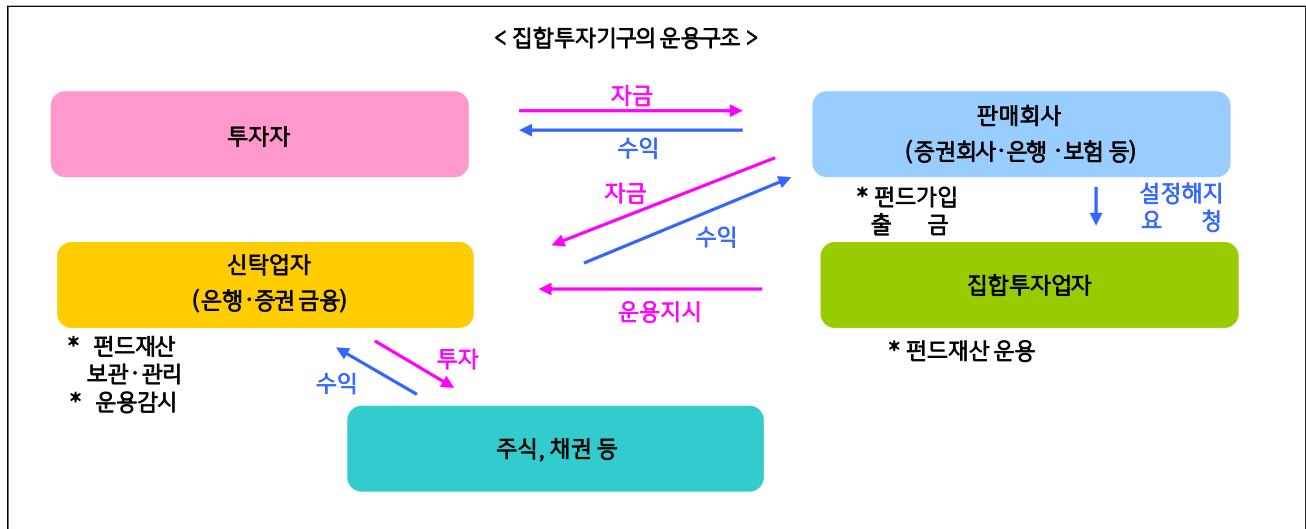 < 집합투자기구의 운용구조 >
투자자
자금
수익
판매회사
(증권회사·은행 ·보험 등)
* 펀드가입
출 금
설정해지
요 청
자금
수익
신탁업자
(은행·증권 금융)
운용지시
집합투자업자
* 펀드재산
보관·관리
* 운용감시
* 펀드재산 운용
수익
투자
주식, 채권 등